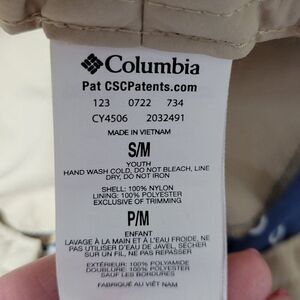 Columbia
Pat CSCPatents.com
123 0722 734
CY4506 2032491
MADE IN VIETNAM
S/M
YOUTH
HAND WASH COLD, DO NOT BLEACH, LINE
DRY, DO NOT IRON
SHELL: 100% NYLON
LINING: 100% POLYESTER
EXCLUSIVE OF TRIMMING
P/M
ENFANT
LAVAGE À LA MAIN ET À L'EAU FROIDE, NE
PAS UTILISER D'EAU DE JAVEL, SÉCHER
SUR UN FIL, NE PAS REPASSER
EXTÉRIEUR: 100% POLYAMIDE
DOUBLURE: 100% POLYESTER
SAUF LES BORDURES
FABRIQUÉ AU VIÊT NAM